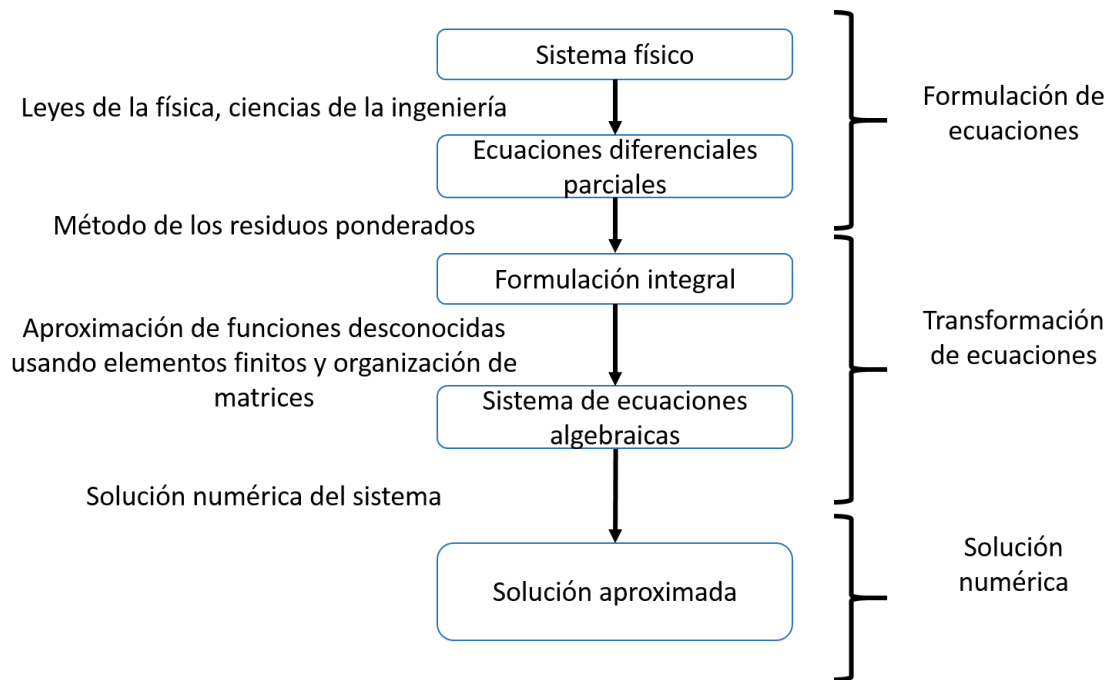 Sistema físico
Leyes de la física, ciencias de la ingeniería
Formulación de
ecuaciones
Ecuaciones diferenciales
parciales
Método de los residuos ponderados
Formulación integral
Aproximación de funciones desconocidas
usando elementos finitos y organización de
matrices
Transformación
de ecuaciones
Sistema de ecuaciones
algebraicas
Solución numérica del sistema
Solución
numérica
Solución aproximada